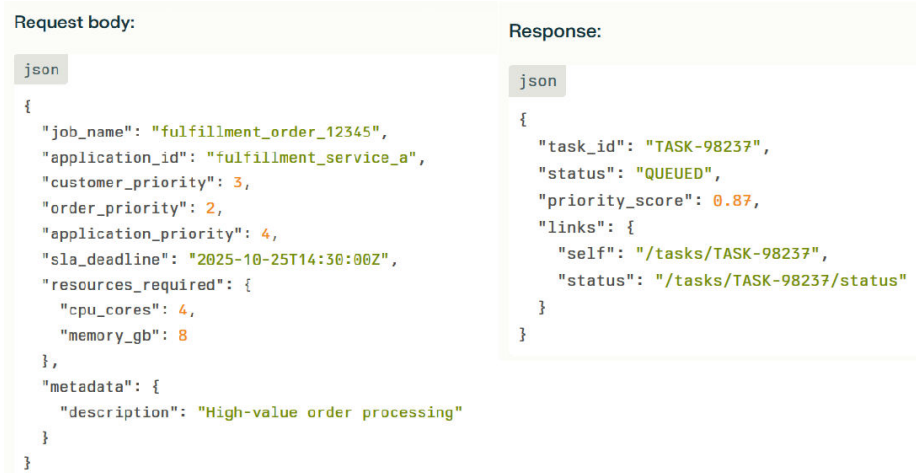 Request body:
json
{
  "job_name": "fulfillment_order_12345",
  "application_id": "fulfillment_service_a",
  "customer_priority": 3,
  "order_priority": 2,
  "application_priority": 4,
  "sla_deadline": "2025-10-25T14:30:00Z",
  "resources_required": {
    "cpu_cores": 4,
    "memory_gb": 8
  },
  "metadata": {
    "description": "High-value order processing"
  }
}
Response:
json
{
  "task_id": "TASK-98237",
  "status": "QUEUED",
  "priority_score": 0.87,
  "links": {
    "self": "/tasks/TASK-98237",
    "status": "/tasks/TASK-98237/status"
  }
}